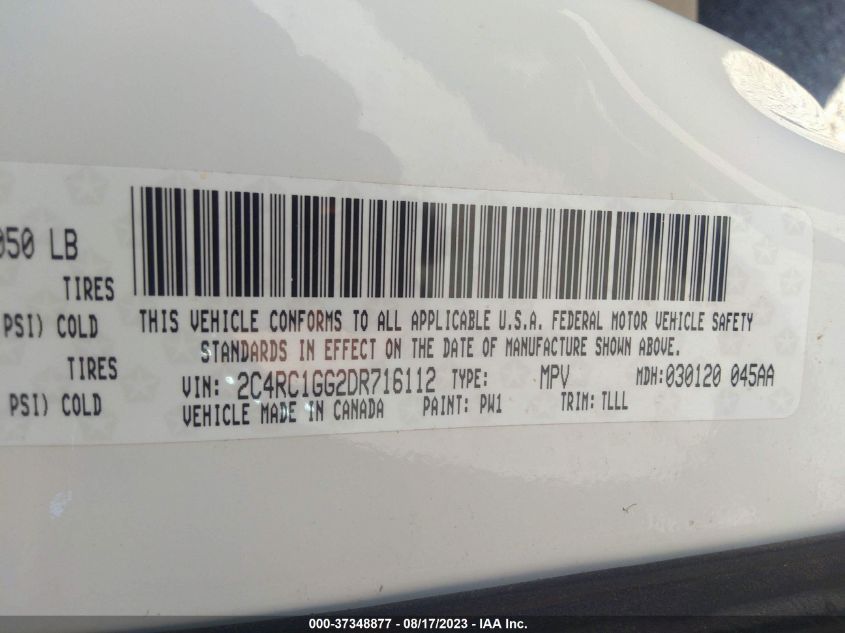 050 LB
TIRES
PSI) COLD
TIRES
PSI) COLD
THIS VEHICLE CONFORMS TO ALL APPLICABLE U.S.A. FEDERAL MOTOR VEHICLE SAFETY
STANDARDS IN EFFECT ON THE DATE OF MANUFACTURE SHOWN ABOVE.
VIN: 2C4RC1GG2DR716112 TYPE: MPV MDH:030120 045AA
VEHICLE MADE IN CANADA PAINT: PW1 TRIM: TLLL
000-37348877 - 08/17/2023 - IAA Inc.